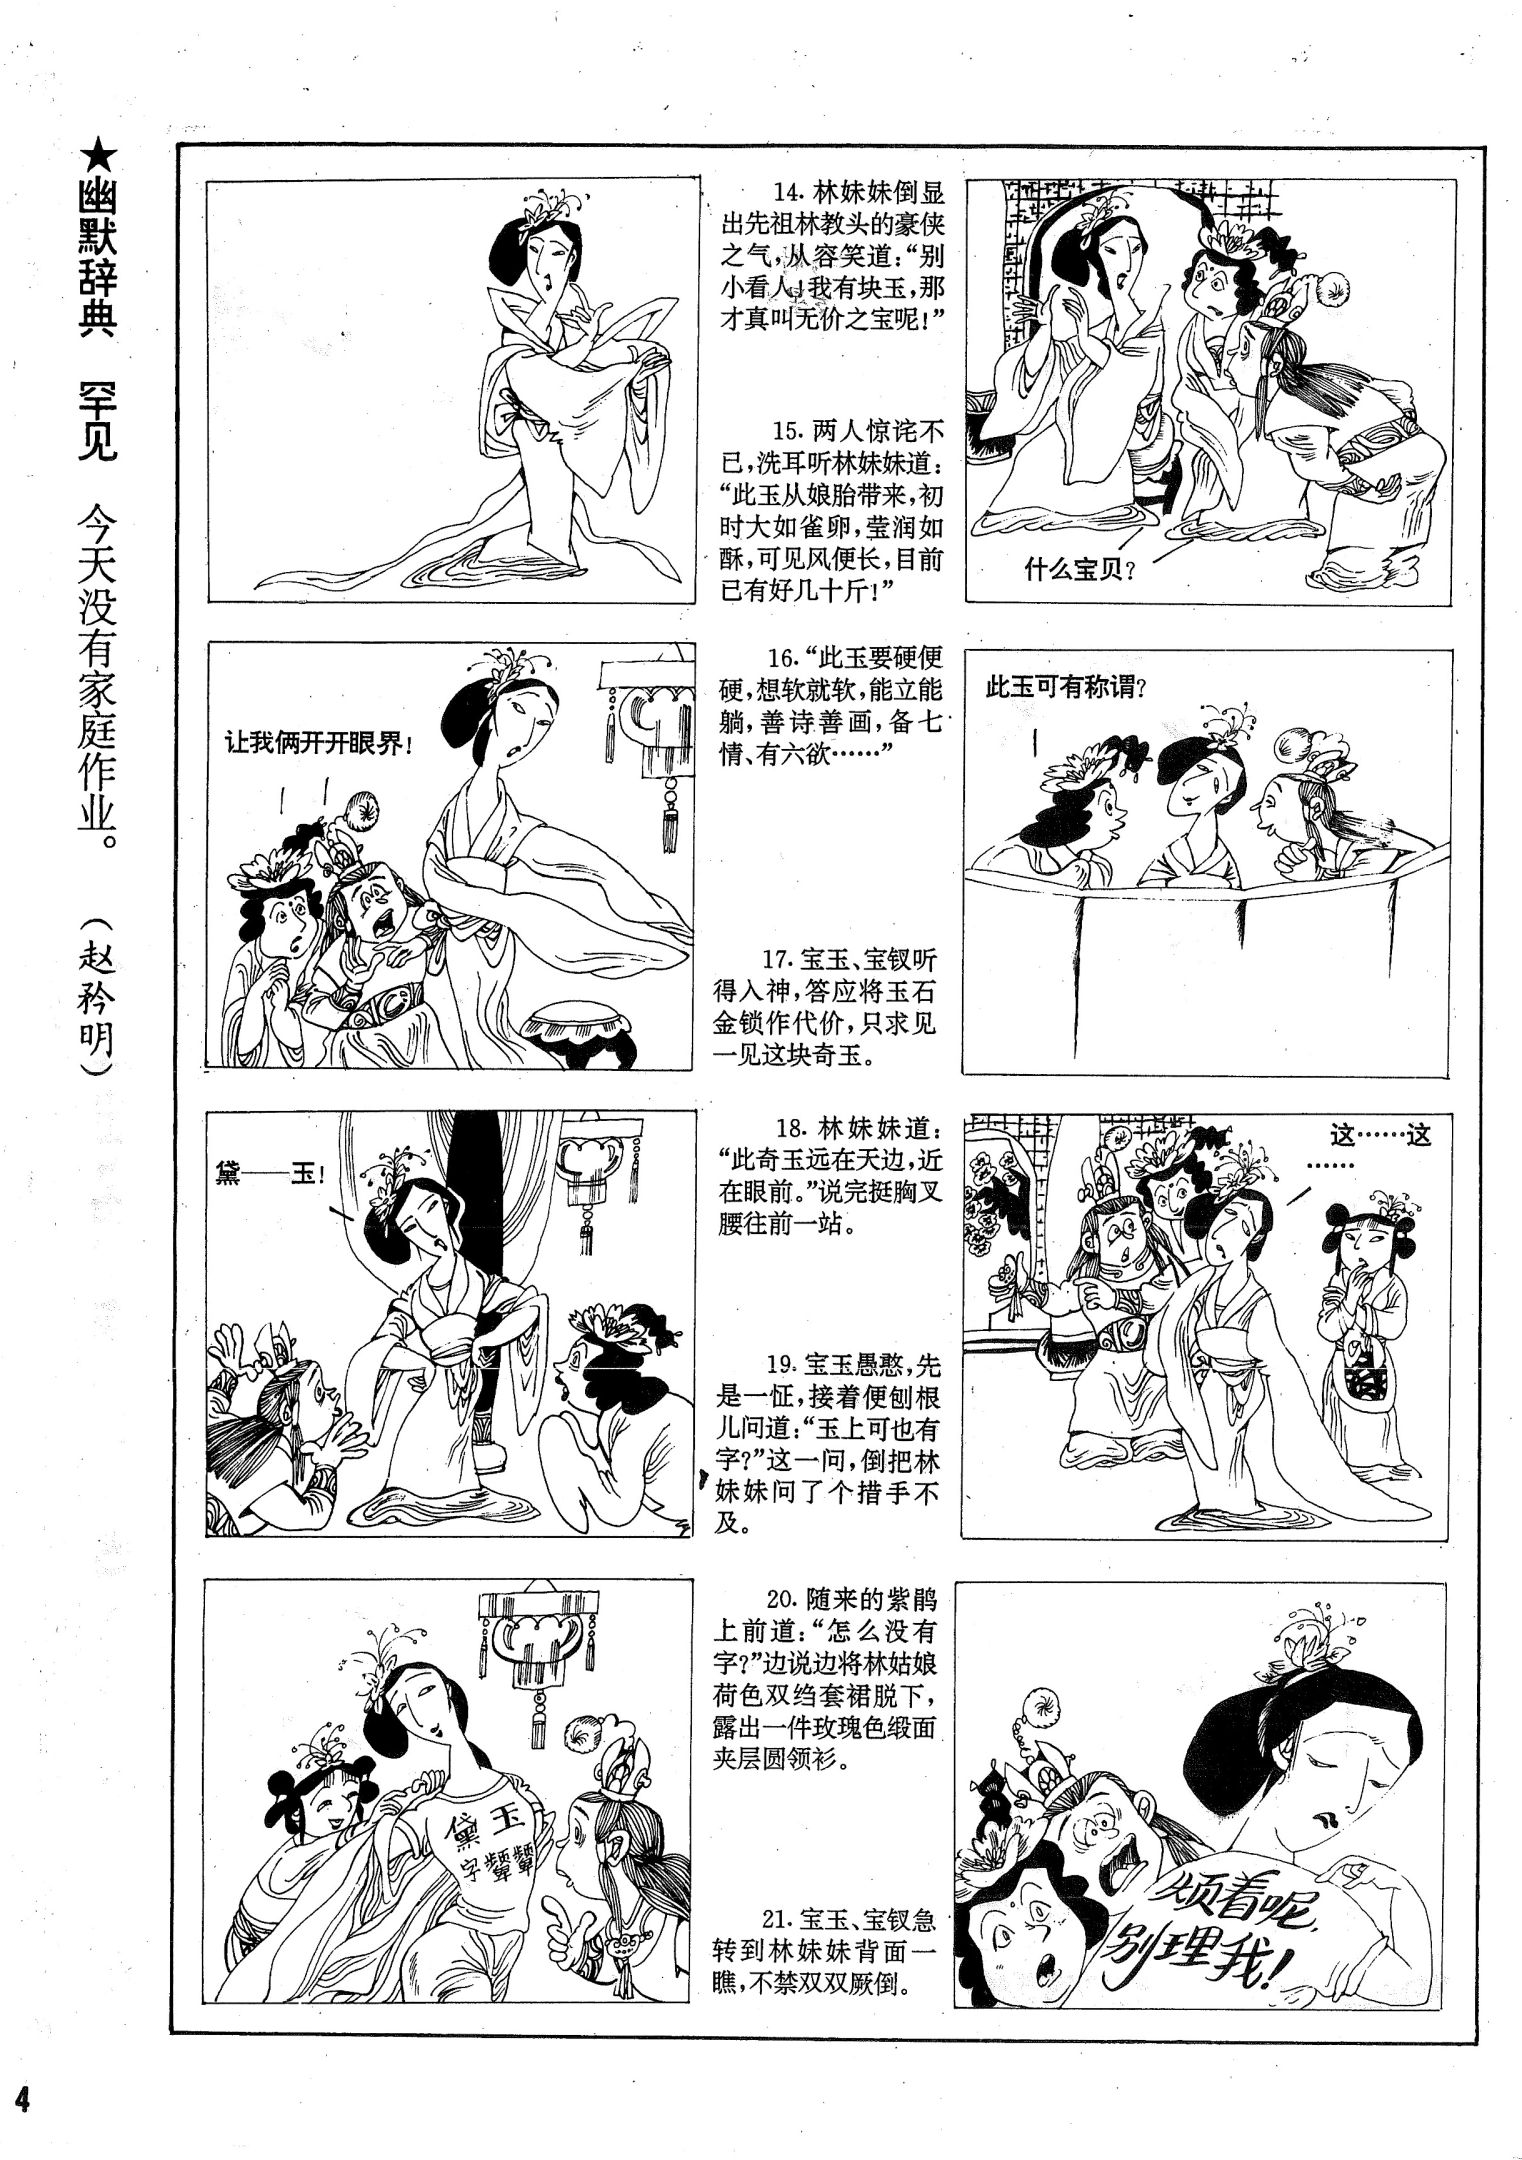 ★幽默辞典　罕见　今天没有家庭作业。　（赵矜明）
14. 林妹妹倒显
出先祖林教头的豪侠
之气,从容笑道:“别
小看人!我有块玉,那
才真叫无价之宝呢!”
15. 两人惊诧不
已,洗耳听林妹妹道:
“此玉从娘胎带来,初
时大如雀卵,莹润如
酥,可见风便长,目前
已有好几十斤!”
什么宝贝?
让我俩开开眼界!
16.“此玉要硬便
硬,想软就软,能立能
躺,善诗善画,备七
情、有六欲……”
17. 宝玉、宝钗听
得入神,答应将玉石
金锁作代价,只求见
一见这块奇玉。
此玉可有称谓?
黛——玉!
18. 林妹妹道:
“此奇玉远在天边,近
在眼前。”说完挺胸叉
腰往前一站。
19. 宝玉愚憨,先
是一怔,接着便刨根
儿问道:“玉上可也有
字?”这一问,倒把林
妹妹问了个措手不
及。
这……这
……
黛玉
字颦颦
20. 随来的紫鹃
上前道:“怎么没有
字?”边说边将林姑娘
荷色双绉套裙脱下,
露出一件玫瑰色缎面
夹层圆领衫。
21. 宝玉、宝钗急
转到林妹妹背面一
瞧,不禁双双厥倒。
烦着呢,
别理我!
4